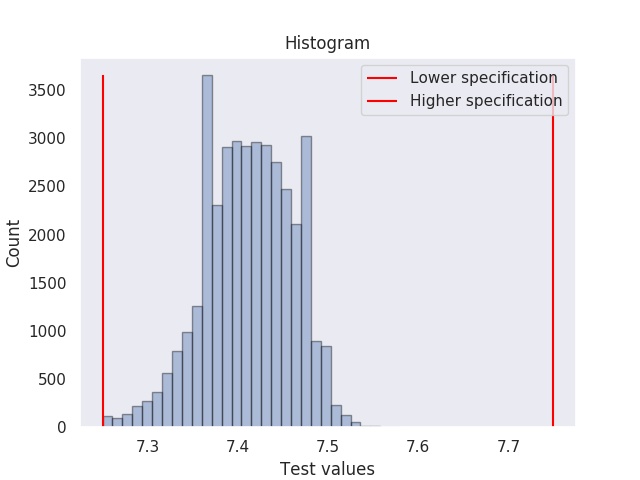 Histogram
Lower specification
Higher specification
3500
3000
2500
2000
1500
1000
500
0
Count
7.3 7.4 7.5 7.6 7.7
Test values